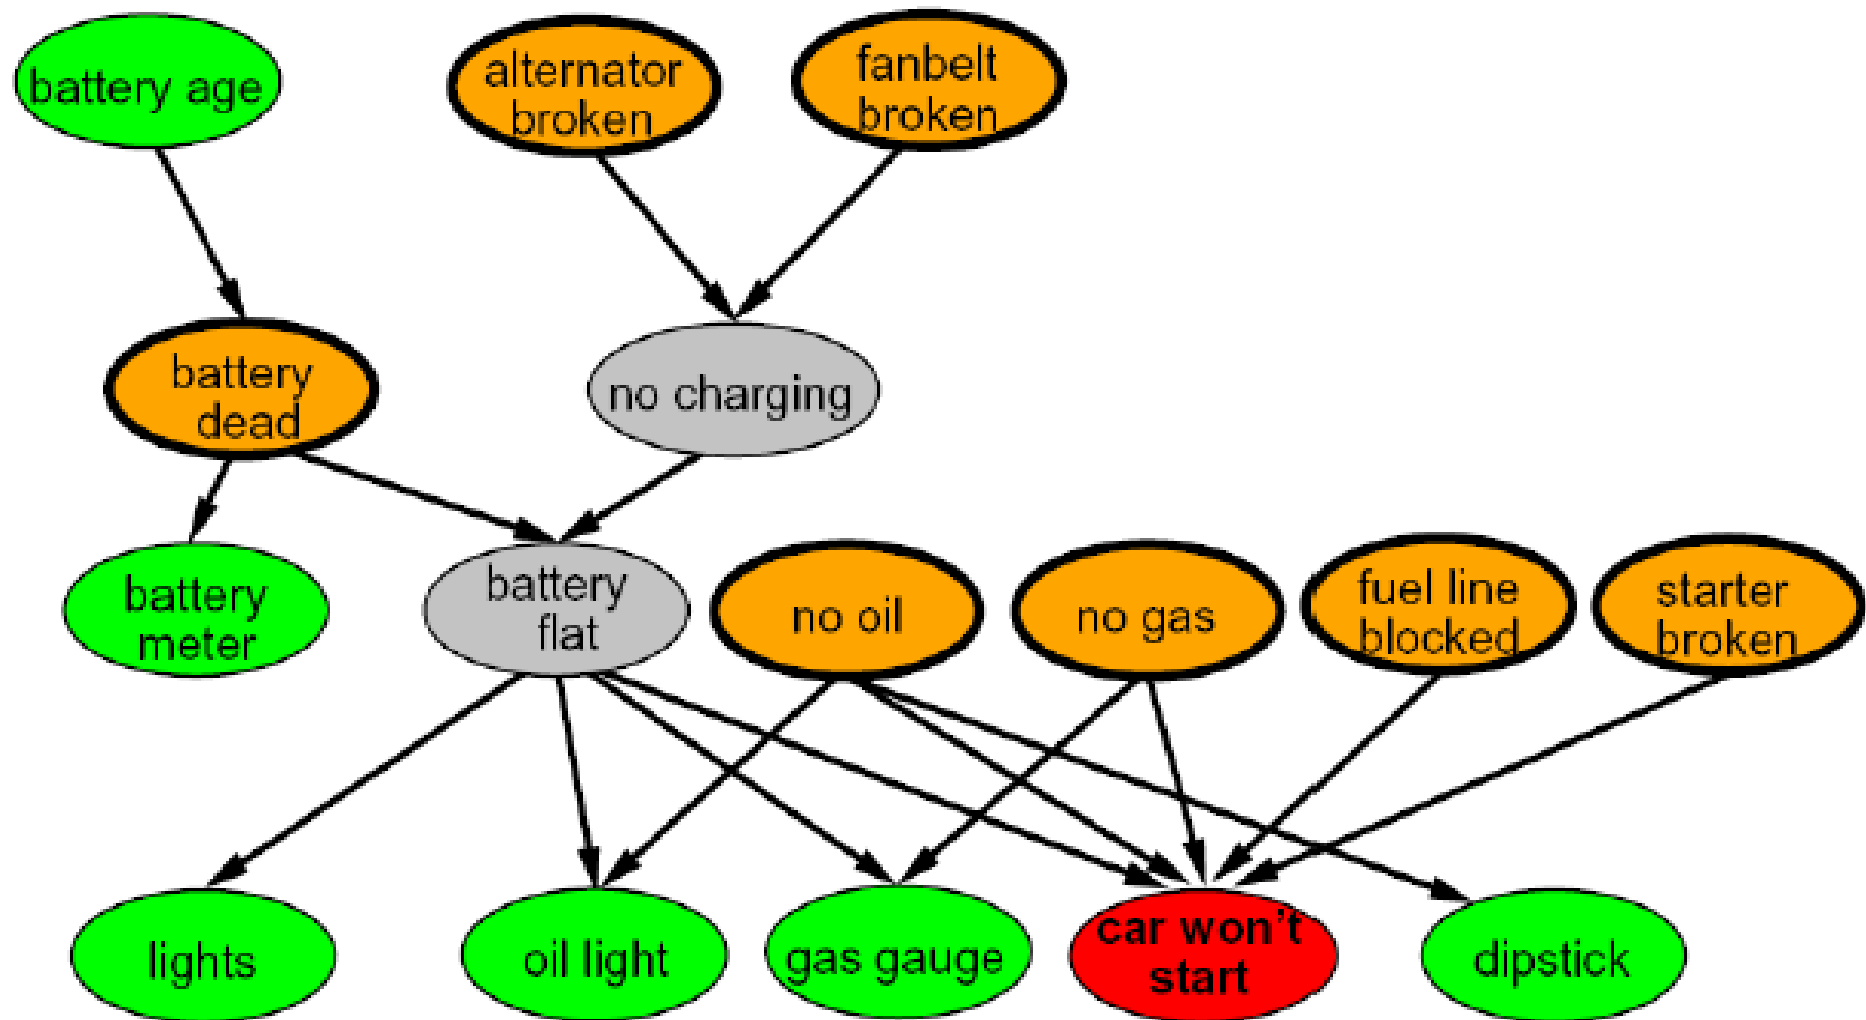 battery age
alternator
broken
fanbelt
broken
battery
dead
no charging
battery
meter
battery
flat
no oil
no gas
fuel line
blocked
starter
broken
lights
oil light
gas gauge
car won't
start
dipstick